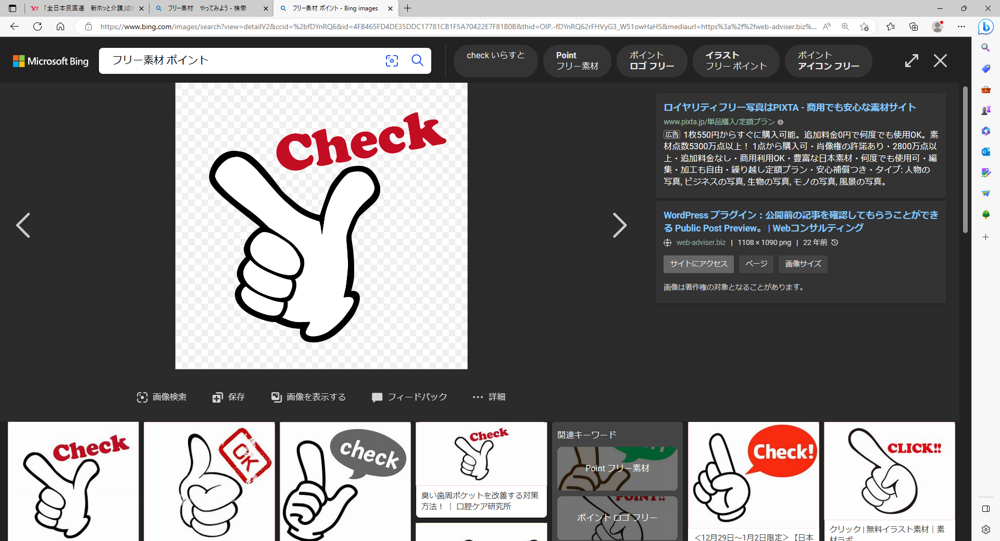 「全日本民医連　新ホッと介護」の
フリー素材　やってみよう - 検索
フリー素材 ポイント - Bing images
https://www.bing.com/images/search?view=detailV2&ccid=%2bfDYnRQ6&id=4FB465FD4DE35DDC17781CB1F5A70422E7F81B0B&thid=OIP.-fDYnRQ62rFHVyG3_W51owHaHS&mediaurl=https%3a%2f%2fweb-adviser.biz%...
Microsoft Bing
フリー素材 ポイント
check いらすと
Point
フリー素材
ポイント
ロゴ フリー
イラスト
フリー ポイント
ポイント
アイコン フリー
Check
ロイヤリティフリー写真はPIXTA - 商用でも安心な素材サイト
www.pixta.jp/単品購入/定額プラン
広告 1枚550円からすぐに購入可能。追加料金0円で何度でも使用OK。素
材点数5300万点以上！ 1点から購入可・肖像権の許諾あり・2800万点以
上・追加料金なし・商用利用OK・豊富な日本素材・何度でも使用可・編
集・加工も自由・繰り越し定額プラン・安心補償つき・タイプ: 人物の
写真, ビジネスの写真, 生物の写真, モノの写真, 風景の写真。
WordPress プラグイン：公開前の記事を確認してもらうことができ
る Public Post Preview。 | Webコンサルティング
web-adviser.biz | 1108 × 1090 png | 22 年前
サイトにアクセス ページ 画像サイズ
画像は著作権の対象となることがあります。
画像検索 保存 画像を表示する フィードバック 詳細
Check
OK
check
Check
臭い歯周ポケットを改善する対策
方法！ ｜ 口腔ケア研究所
関連キーワード
Point フリー素材
POINT!!
ポイント ロゴ フリー
Check!
＜12月29日～1月2日限定＞【日本
CLICK!!
クリック | 無料イラスト素材｜素
材ラボ